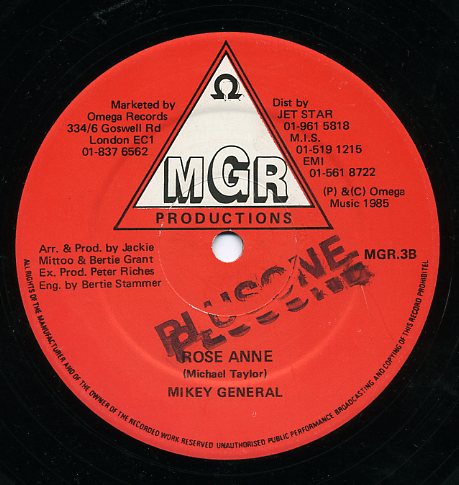 Ω
Marketed by
Omega Records
334/6 Goswell Rd
London EC1
01-837 6562
Dist by
JET STAR
01-961 5818
M.I.S.
01-519 1215
EMI
01-561 8722
(P) &(C) Omega
Music 1985
MGR
PRODUCTIONS
Arr. & Prod. by Jackie
Mittoo & Bertie Grant
Ex. Prod. Peter Riches
Eng. by Bertie Stammer
MGR.3B
PLUSONE
PLUSONE
ROSE ANNE
(Michael Taylor)
MIKEY GENERAL
ALL RIGHTS OF THE MANUFACTURER AND OF THE OWNER OF THE RECORDED WORK RESERVED UNAUTHORISED PUBLIC PERFORMANCE BROADCASTING AND COPYING OF THIS RECORD PROHIBITED